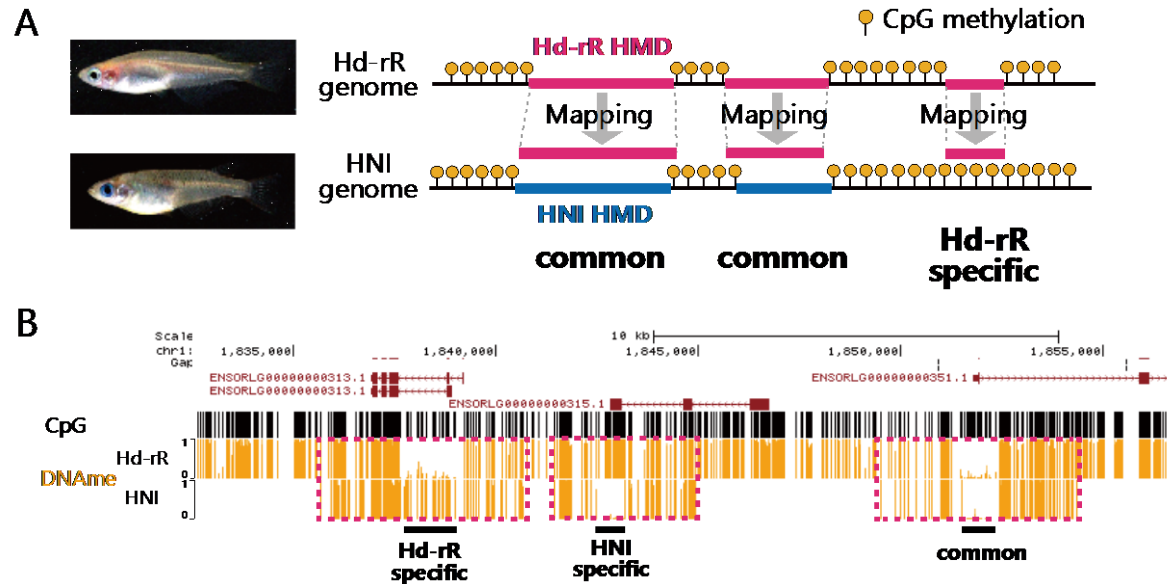 A
CpG methylation
Hd-rR HMD
Hd-rR
genome
Mapping
Mapping
Mapping
HNI
genome
HNI HMD
common
common
Hd-rR
specific
B
Scale
10 kb
chr1:
1,835,000
1,840,000
1,845,000
1,850,000
1,855,000
Gap
ENSORLG00000000313.1
ENSORLG00000000351.1
ENSORLG00000000313.1
ENSORLG00000000315.1
CpG
1
Hd-rR
0
DNAme
1
HNI
0
Hd-rR
specific
HNI
specific
common